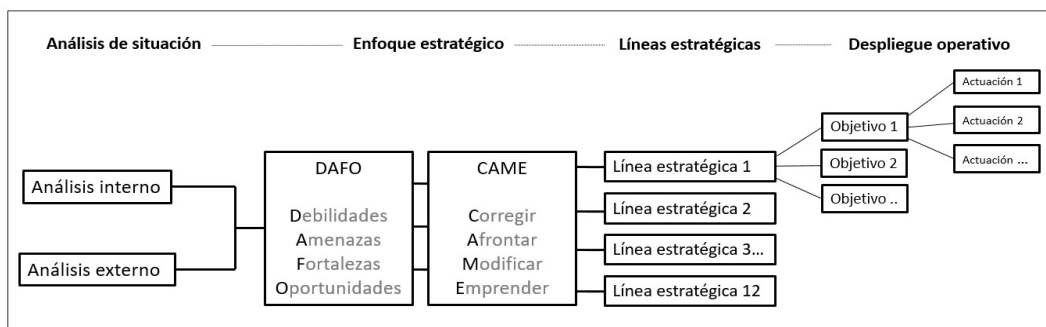 Análisis de situación
Enfoque estratégico
Líneas estratégicas
Despliegue operativo
Análisis interno
Análisis externo
DAFO
Debilidades
Amenazas
Fortalezas
Oportunidades
CAME
Corregir
Afrontar
Modificar
Emprender
Línea estratégica 1
Línea estratégica 2
Línea estratégica 3...
Línea estratégica 12
Objetivo 1
Objetivo 2
Objetivo ..
Actuación 1
Actuación 2
Actuación ...